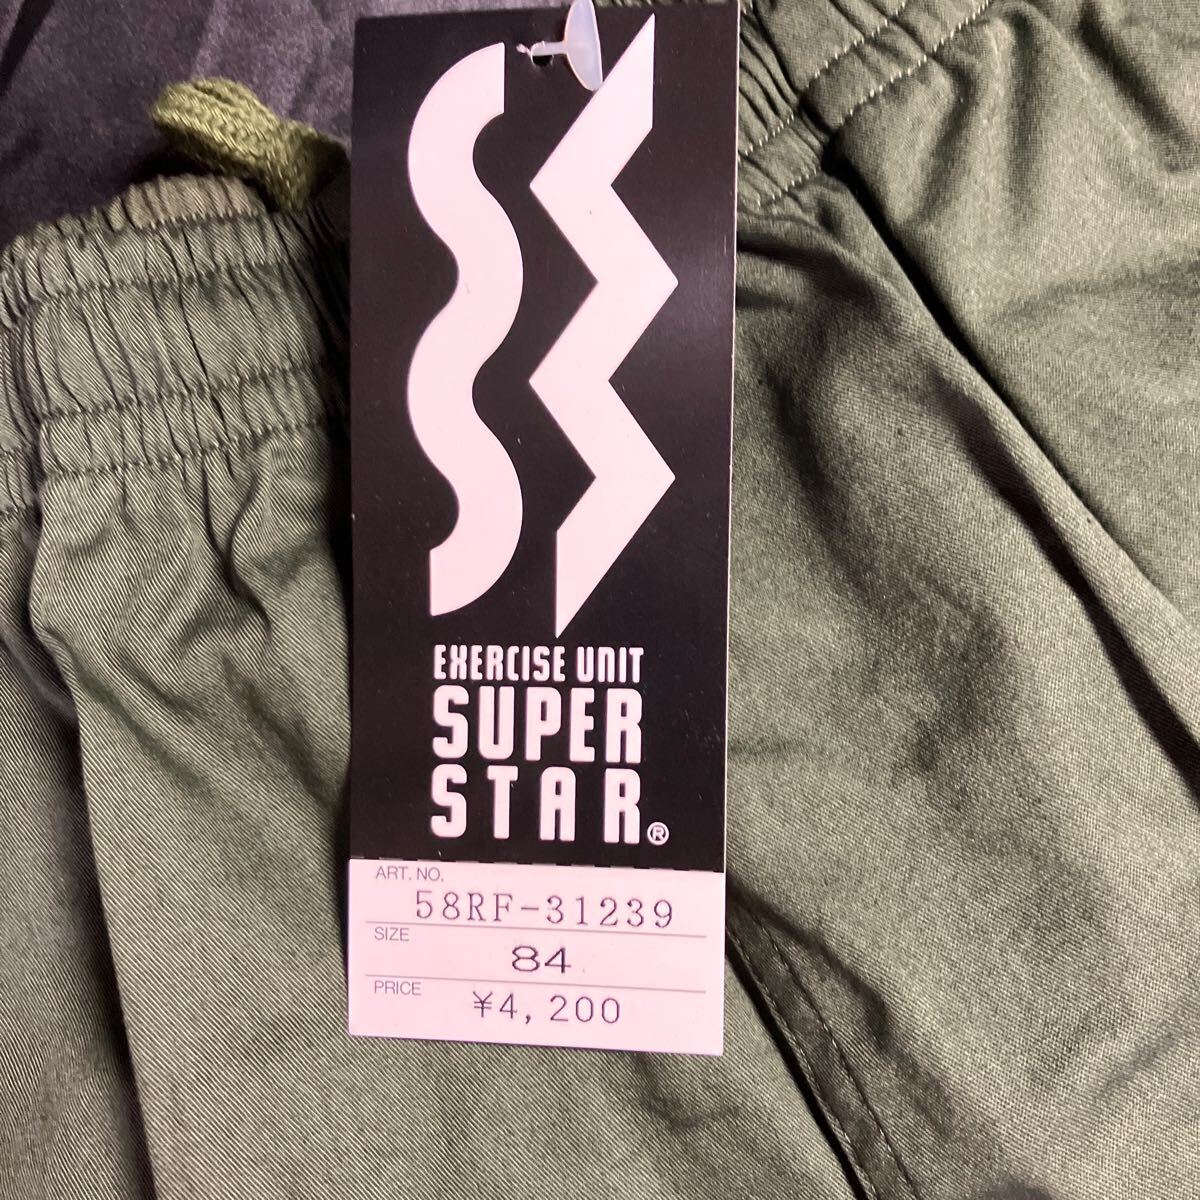 EXERCISE UNIT
SUPER
STAR®
ART. NO.
58RF-31239
SIZE
84
PRICE
¥4,200